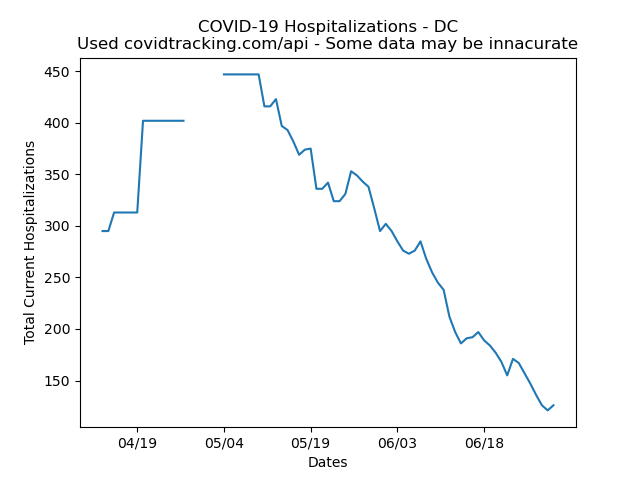 COVID-19 Hospitalizations - DC
Used covidtracking.com/api - Some data may be innacurate
450
400
350
300
250
200
150
Total Current Hospitalizations
04/19 05/04 05/19 06/03 06/18
Dates